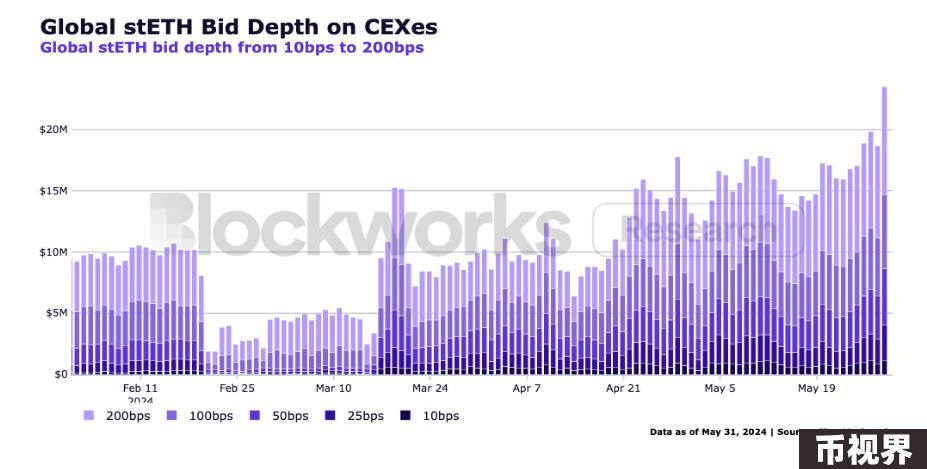 Global stETH Bid Depth on CEXes
Global stETH bid depth from 10bps to 200bps
$20M
$15M
$10M
$5M
$0
Blockworks Research
Feb 11 Feb 25 Mar 10 Mar 24 Apr 7 Apr 21 May 5 May 19
2024
200bps 100bps 50bps 25bps 10bps
Data as of May 31, 2024 |
币视界